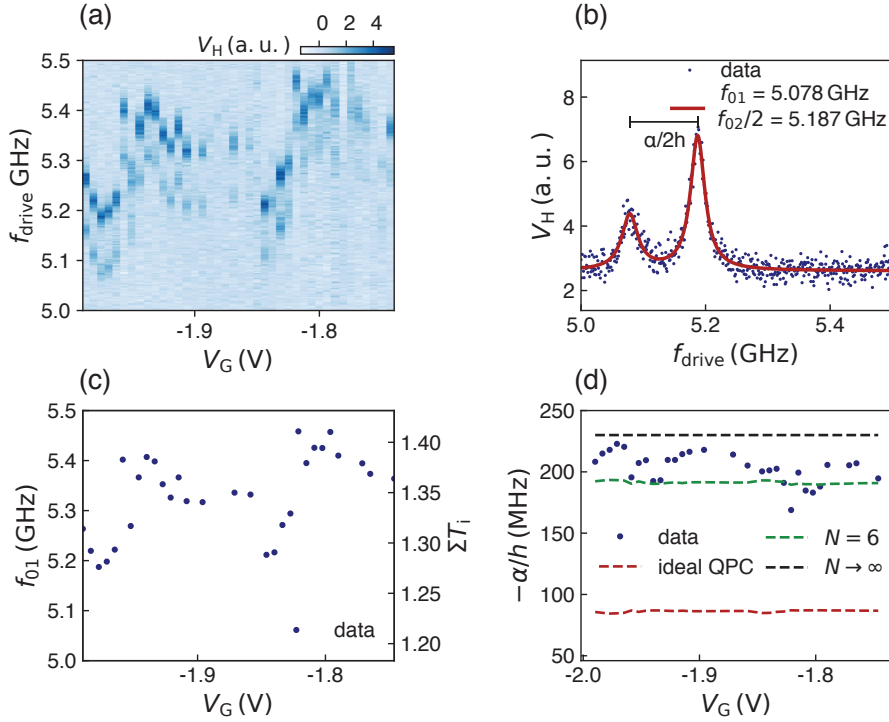 (a)
V_H (a. u.)
0 2 4
5.5
5.4
5.3
5.2
5.1
5.0
f_drive GHz)
-1.9 -1.8
V_G (V)
(b)
data
f_01 = 5.078 GHz
f_02/2 = 5.187 GHz
α/2h
8
6
4
2
V_H (a. u.)
5.0 5.2 5.4
f_drive (GHz)
(c)
5.5
5.4
5.3
5.2
5.1
5.0
f_01 (GHz)
1.40
1.35
1.30
1.25
1.20
ΣT_i
data
-1.9 -1.8
V_G (V)
(d)
250
200
150
100
50
−α/h (MHz)
data
ideal QPC
N = 6
N → ∞
-2.0 -1.9 -1.8
V_G (V)